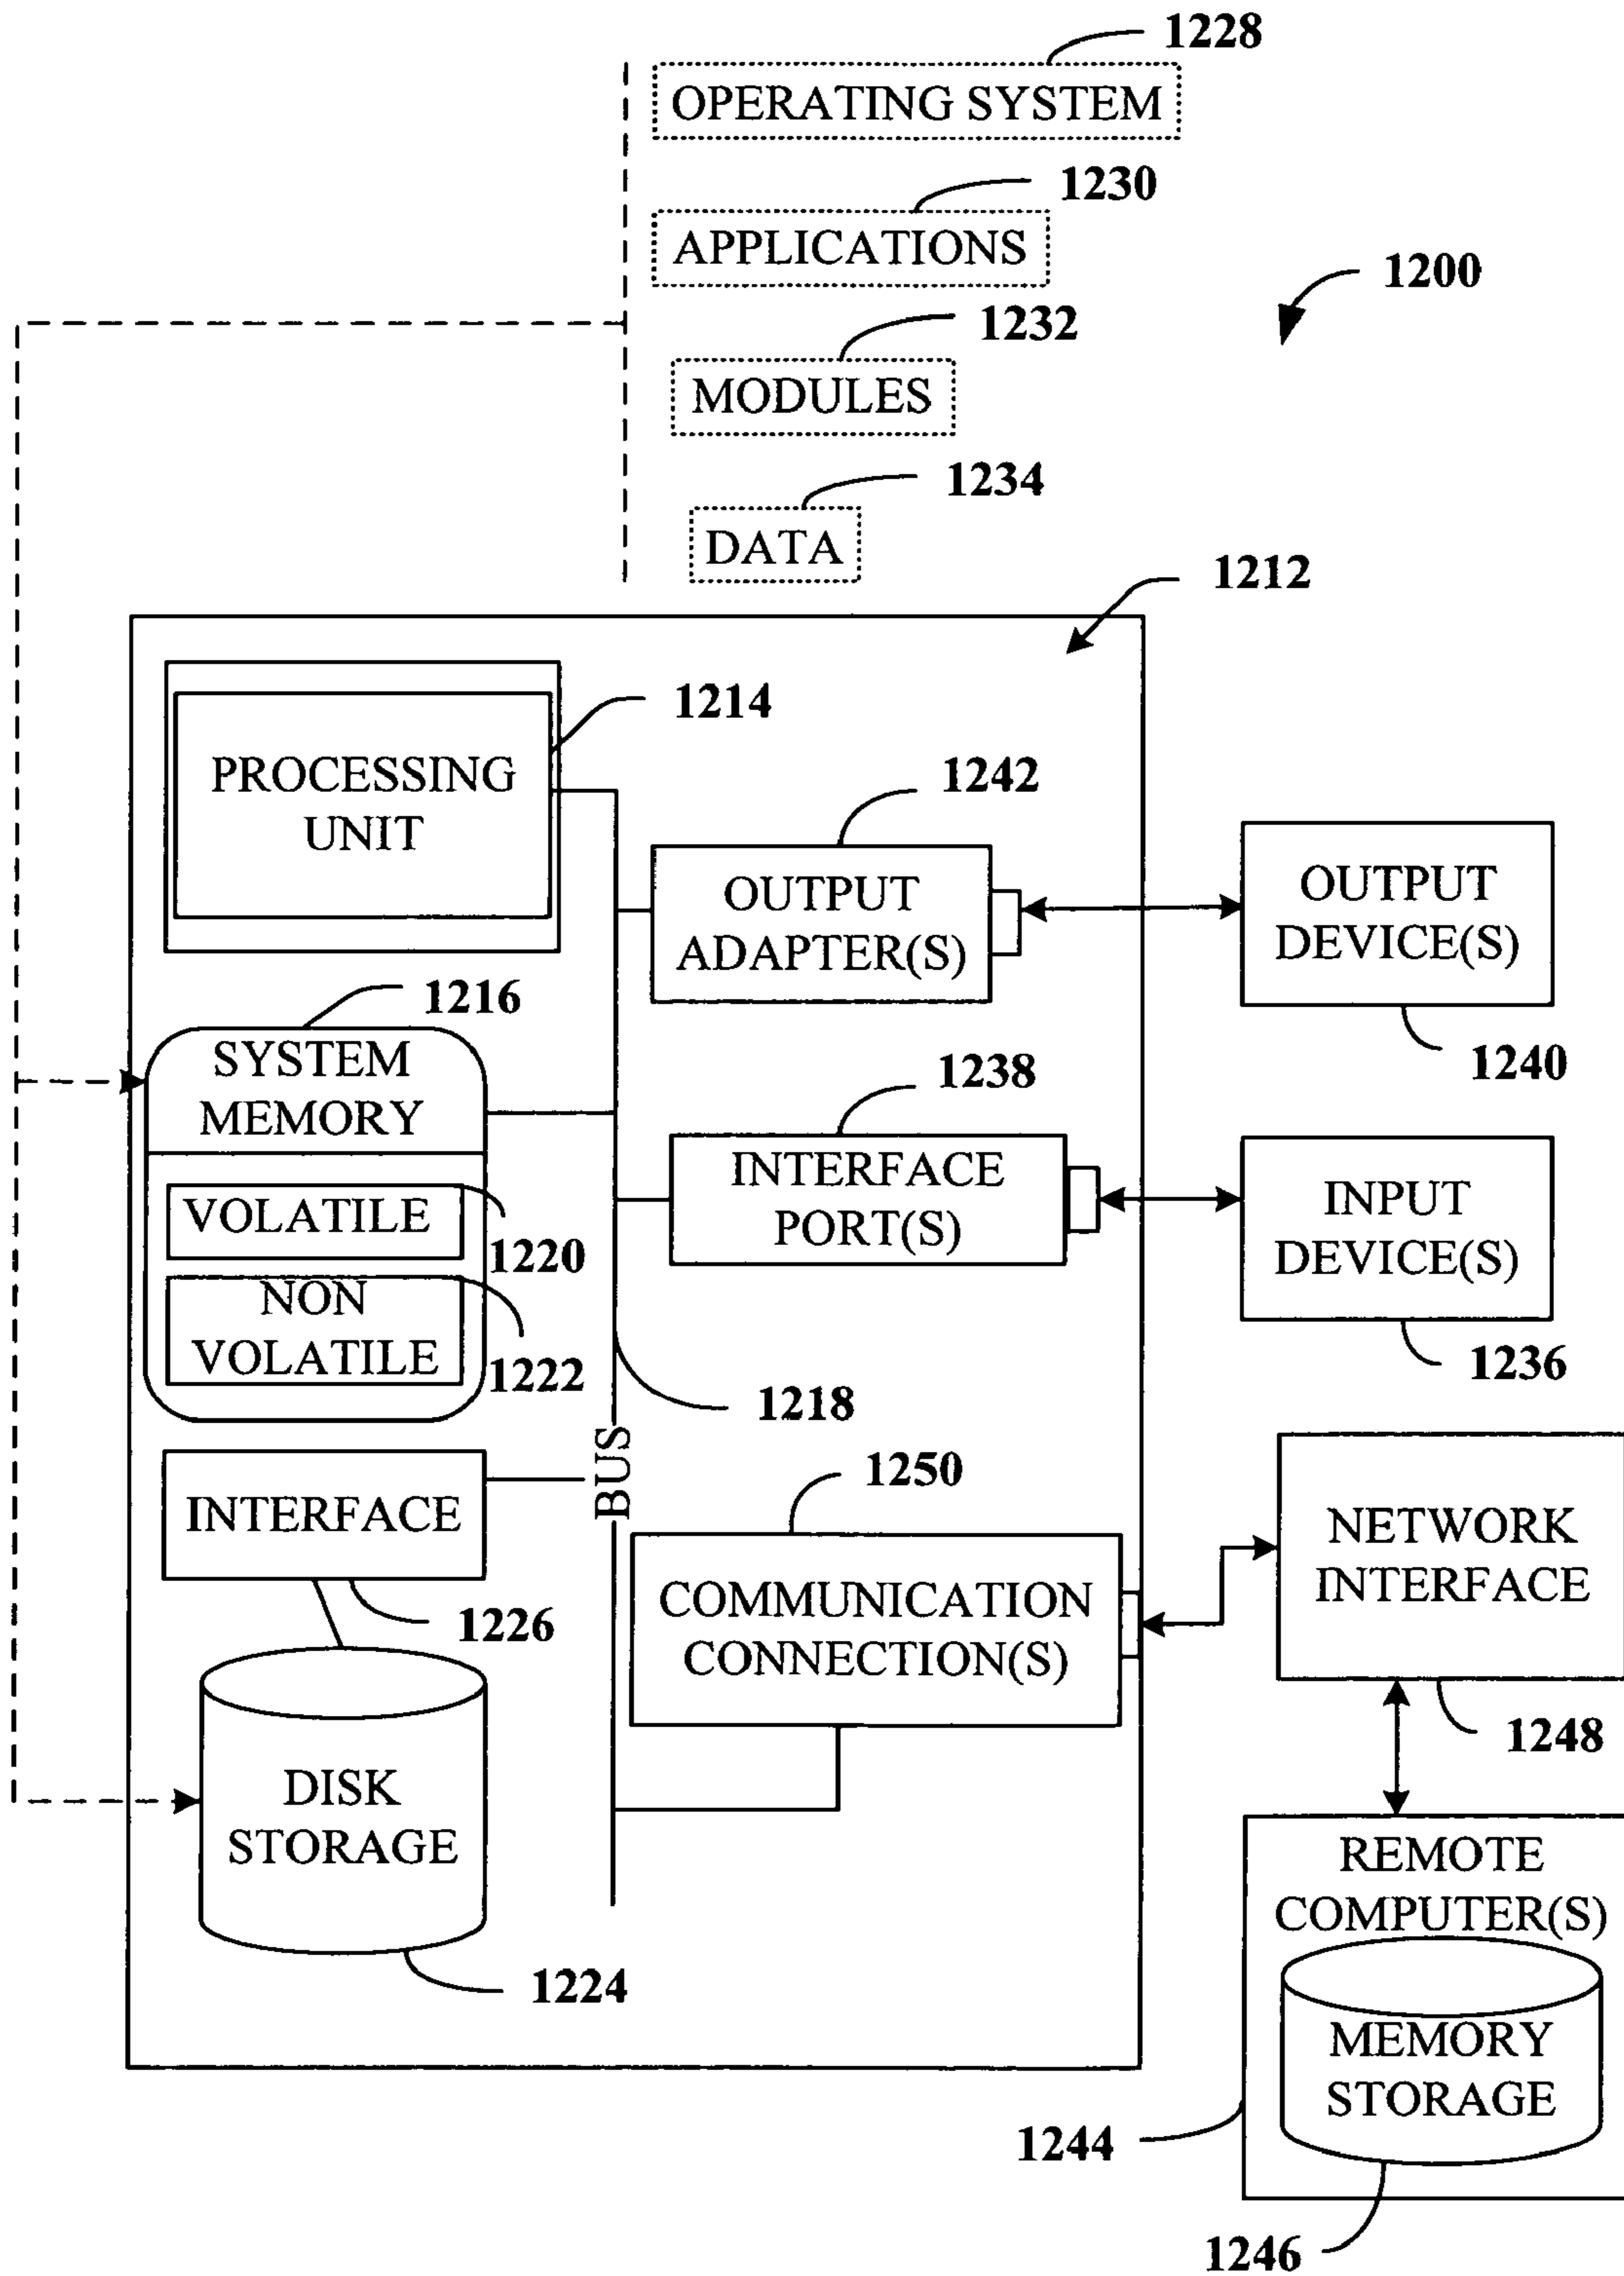 1228
OPERATING SYSTEM
1230
APPLICATIONS
1200
1232
MODULES
1234
DATA
1212
1214
PROCESSING
UNIT
1242
OUTPUT
ADAPTER(S)
OUTPUT
DEVICE(S)
1240
1216
SYSTEM
MEMORY
1238
INTERFACE
PORT(S)
INPUT
DEVICE(S)
1236
VOLATILE
1220
NON
VOLATILE
1222
1218
BUS
1250
INTERFACE
1226
COMMUNICATION
CONNECTION(S)
NETWORK
INTERFACE
1248
DISK
STORAGE
1224
REMOTE
COMPUTER(S)
MEMORY
STORAGE
1244
1246